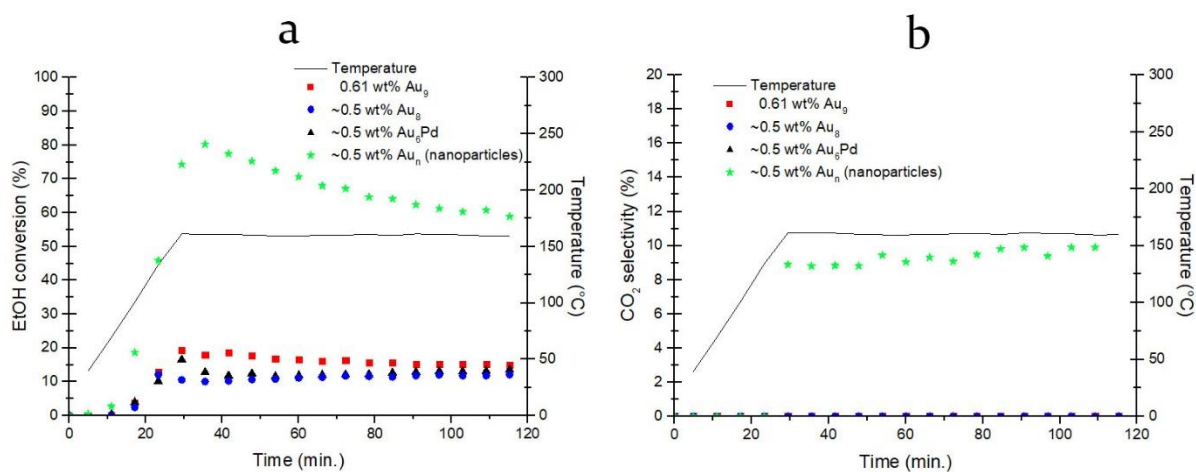 a
EtOH conversion (%)
100
90
80
70
60
50
40
30
20
10
0
0 20 40 60 80 100 120
Time (min.)
300
250
200
150
100
50
0
Temperature (°C)
Temperature
0.61 wt% Au₉
~0.5 wt% Au₈
~0.5 wt% Au₆Pd
~0.5 wt% Auₙ (nanoparticles)
b
CO₂ selectivity (%)
20
18
16
14
12
10
8
6
4
2
0
0 20 40 60 80 100 120
Time (min.)
300
250
200
150
100
50
0
Temperature (°C)
Temperature
0.61 wt% Au₉
~0.5 wt% Au₈
~0.5 wt% Au₆Pd
~0.5 wt% Auₙ (nanoparticles)